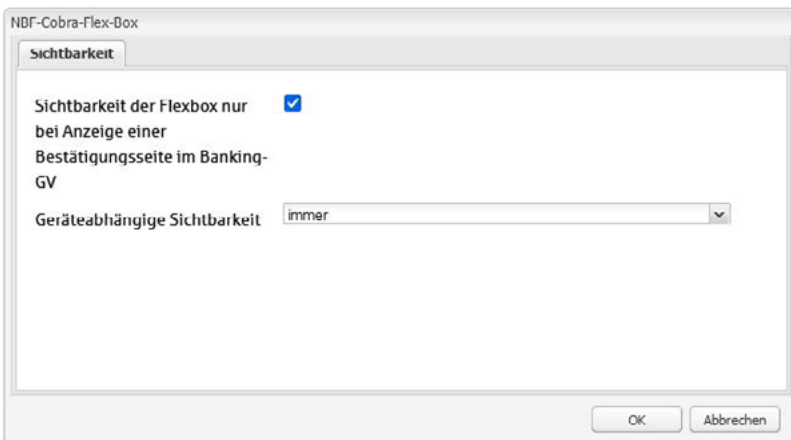 NBF-Cobra-Flex-Box
Sichtbarkeit
Sichtbarkeit der Flexbox nur
bei Anzeige einer
Bestätigungsseite im Banking-
GV
Geräteabhängige Sichtbarkeit
immer
OK
Abbrechen